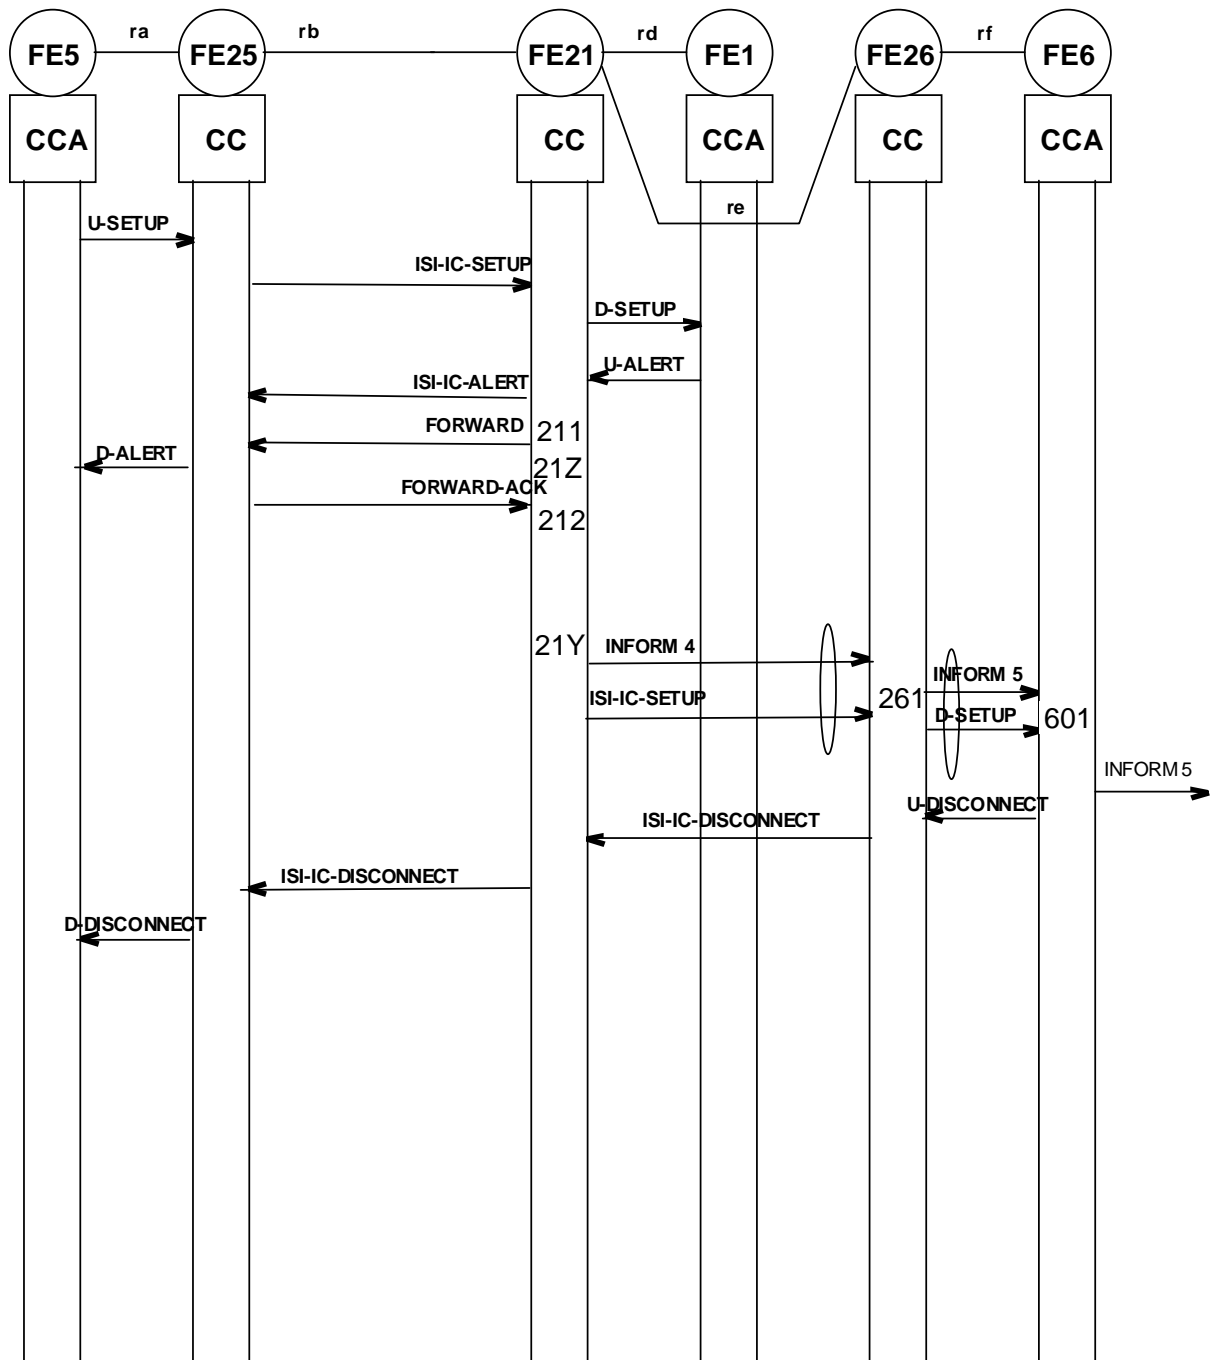 ra rb rd rf
FE5 FE25 FE21 FE1 FE26 FE6
CCA CC CC CCA CC CCA
re
U-SETUP
ISI-IC-SETUP
D-SETUP
U-ALERT
ISI-IC-ALERT
FORWARD 211
D-ALERT 21Z
FORWARD-ACK
212
21Y INFORM 4
INFORM 5
ISI-IC-SETUP 261
D-SETUP 601
INFORM 5
U-DISCONNECT
ISI-IC-DISCONNECT
ISI-IC-DISCONNECT
D-DISCONNECT